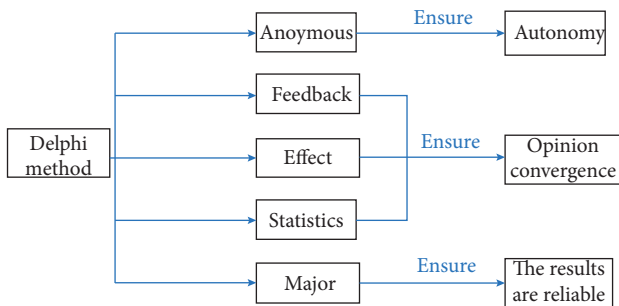 Anoymous
Ensure
Autonomy
Feedback
Delphi
method
Effect
Ensure
Opinion
convergence
Statistics
Major
Ensure
The results
are reliable